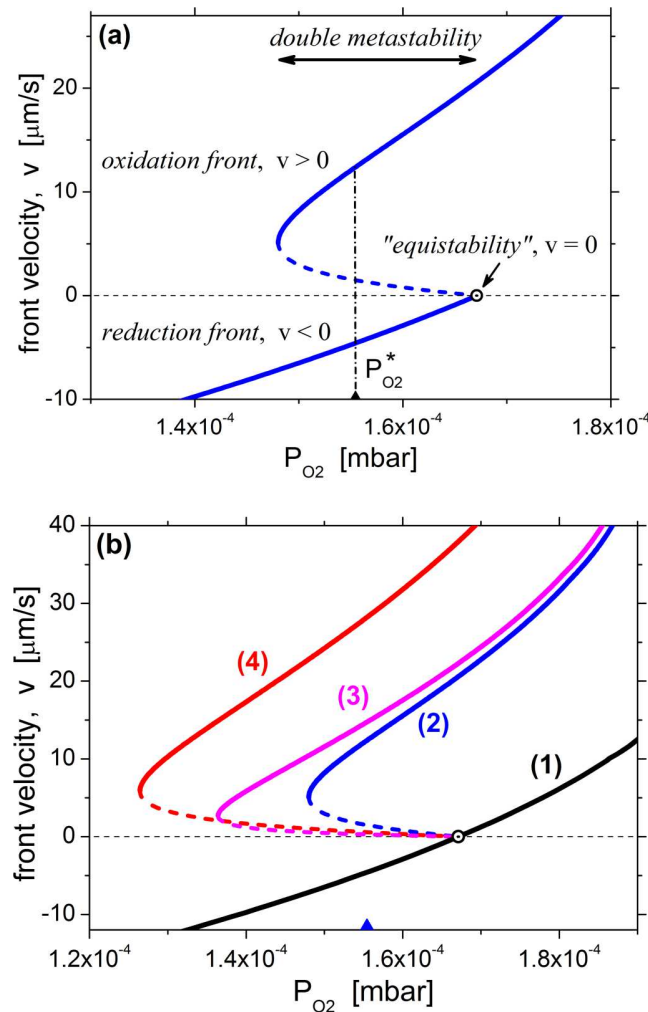 (a)
double metastability
oxidation front, v > 0
"equistability", v = 0
reduction front, v < 0
P*O2
front velocity, v [μm/s]
20
10
0
-10
1.4x10-4
1.6x10-4
1.8x10-4
PO2 [mbar]
(b)
(4)
(3)
(2)
(1)
front velocity, v [μm/s]
40
30
20
10
0
-10
1.2x10-4
1.4x10-4
1.6x10-4
1.8x10-4
PO2 [mbar]